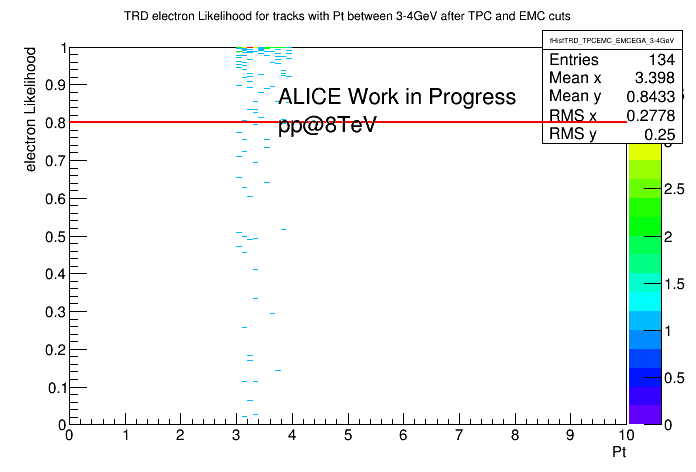 TRD electron Likelihood for tracks with Pt between 3-4GeV after TPC and EMC cuts
fHistTRD_TPCEMC_EMCEGA_3-4GeV
Entries 134
Mean x 3.398
Mean y 0.8433
RMS x 0.2778
RMS y 0.25
electron Likelihood
1
0.9
0.8
0.7
0.6
0.5
0.4
0.3
0.2
0.1
0
ALICE Work in Progress
pp@8TeV
2.5
2
1.5
1
0.5
0
0 1 2 3 4 5 6 7 8 9 10
Pt